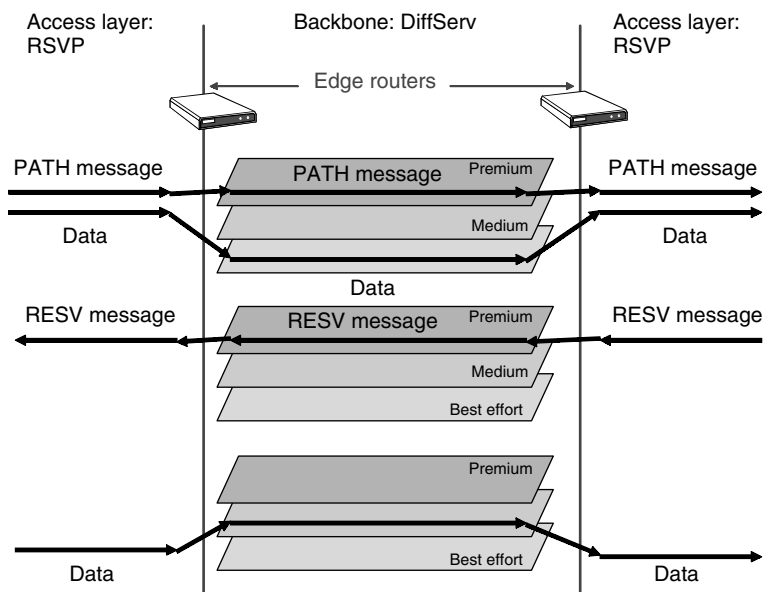 Access layer:
RSVP
Backbone: DiffServ
Access layer:
RSVP
Edge routers
PATH message
PATH message
Premium
PATH message
Medium
Data
Data
Data
RESV message
RESV message
Premium
RESV message
Medium
Best effort
Premium
Best effort
Data
Data